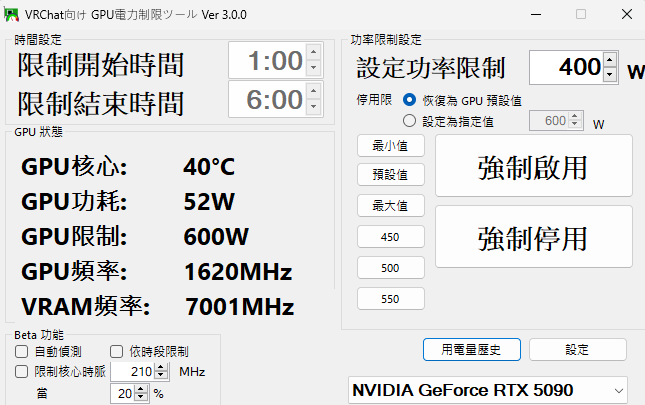 VRChat向け GPU電力制限ツール Ver 3.0.0
時間設定
限制開始時間 1:00
限制結束時間 6:00
GPU 狀態
GPU核心: 40°C
GPU功耗: 52W
GPU限制: 600W
GPU頻率: 1620MHz
VRAM頻率: 7001MHz
Beta 功能
自動偵測 依時段限制
限制核心時脈 210 MHz
當 20 %
功率限制設定
設定功率限制 400 W
停用限 恢復為 GPU 預設值
設定為指定值 600 W
最小值
預設值
最大值
450
500
550
強制啟用
強制停用
用電量歷史 設定
NVIDIA GeForce RTX 5090